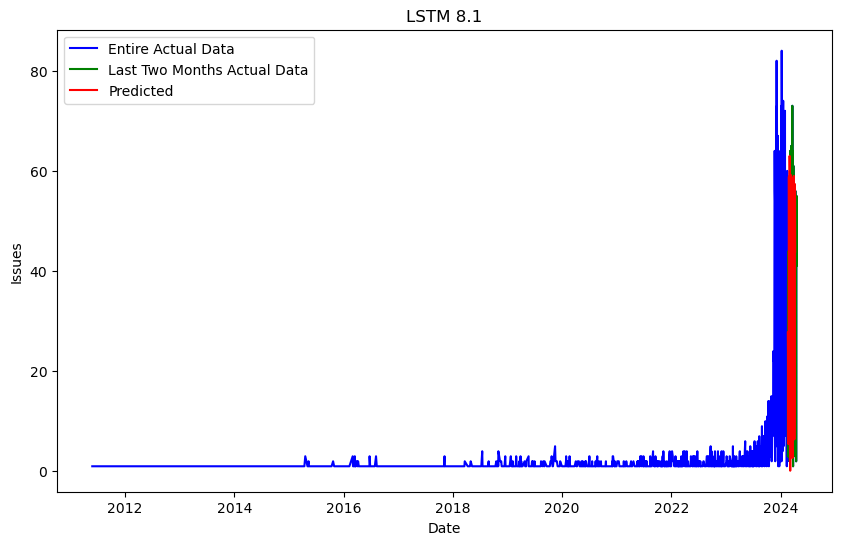 LSTM 8.1
Entire Actual Data
Last Two Months Actual Data
Predicted
80
60
40
20
0
Issues
2012
2014
2016
2018
2020
2022
2024
Date